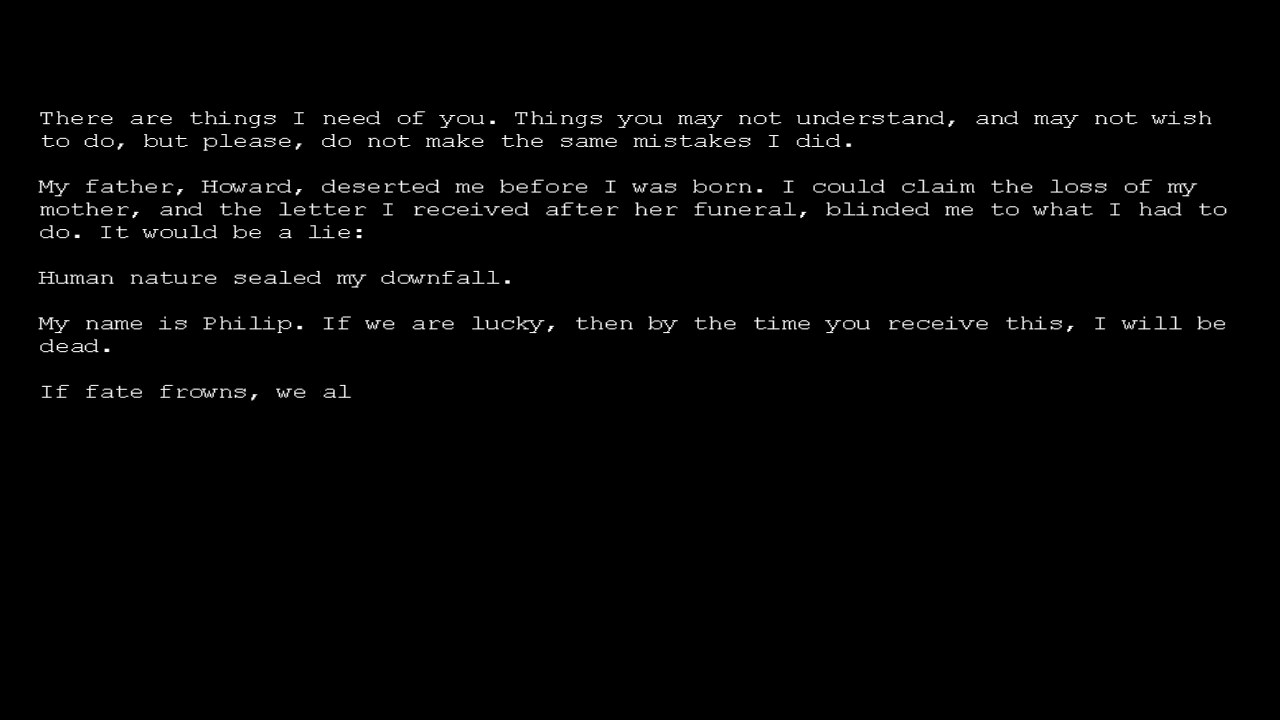 There are things I need of you. Things you may not understand, and may not wish
to do, but please, do not make the same mistakes I did.
My father, Howard, deserted me before I was born. I could claim the loss of my
mother, and the letter I received after her funeral, blinded me to what I had to
do. It would be a lie:
Human nature sealed my downfall.
My name is Philip. If we are lucky, then by the time you receive this, I will be
dead.
If fate frowns, we al